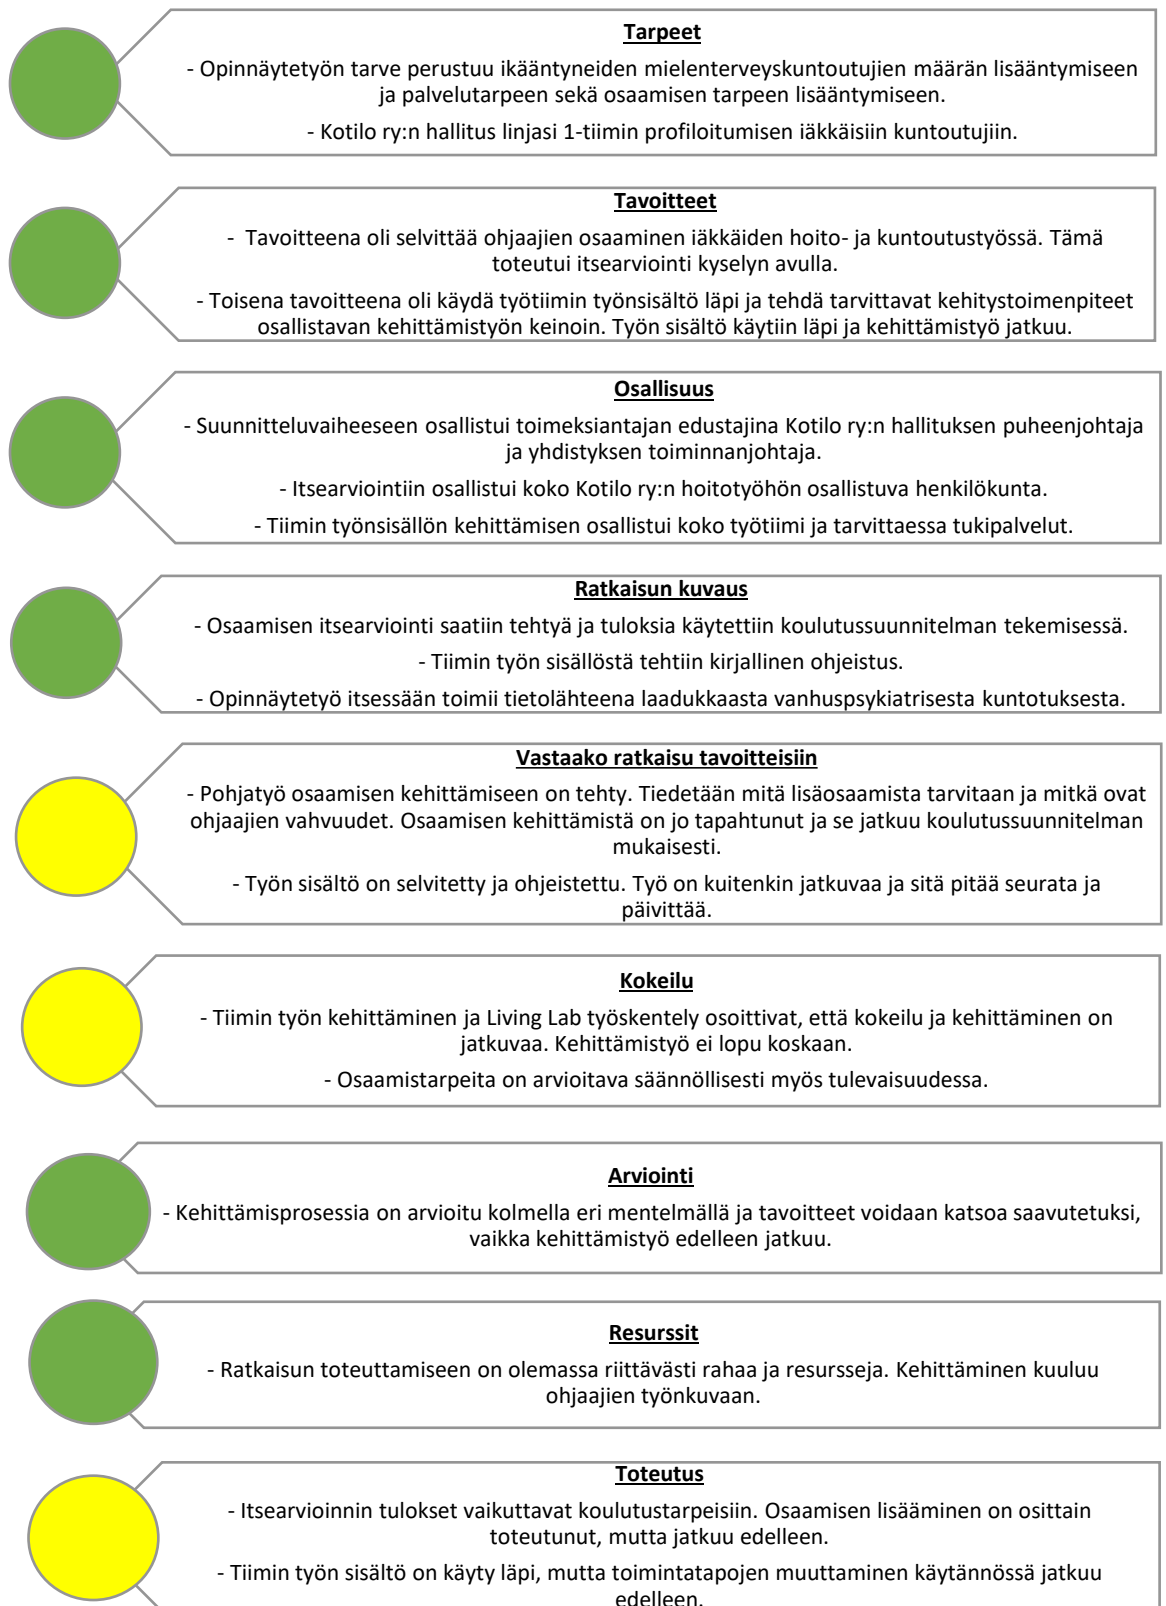 Tarpeet
- Opinnäytetyön tarve perustuu ikääntyneiden mielenterveyskuntoutujien määrän lisääntymiseen
ja palvelutarpeen sekä osaamisen tarpeen lisääntymiseen.
- Kotilo ry:n hallitus linjasi 1-tiimin profiloitumisen iäkkäisiin kuntoutujiin.
Tavoitteet
- Tavoitteena oli selvittää ohjaajien osaaminen iäkkäiden hoito- ja kuntoutustyössä. Tämä
toteutui itsearviointi kyselyn avulla.
- Toisena tavoitteena oli käydä työtiimin työnsisältö läpi ja tehdä tarvittavat kehitystoimenpiteet
osallistavan kehittämistyön keinoin. Työn sisältö käytiin läpi ja kehittämistyö jatkuu.
Osallisuus
- Suunnitteluvaiheeseen osallistui toimeksiantajan edustajina Kotilo ry:n hallituksen puheenjohtaja
ja yhdistyksen toiminnanjohtaja.
- Itsearviointiin osallistui koko Kotilo ry:n hoitotyöhön osallistuva henkilökunta.
- Tiimin työnsisällön kehittämisen osallistui koko työtiimi ja tarvittaessa tukipalvelut.
Ratkaisun kuvaus
- Osaamisen itsearviointi saatiin tehtyä ja tuloksia käytettiin koulutussuunnitelman tekemisessä.
- Tiimin työn sisällöstä tehtiin kirjallinen ohjeistus.
- Opinnäytetyö itsessään toimii tietolähteena laadukkaasta vanhuspsykiatrisesta kuntotuksesta.
Vastaako ratkaisu tavoitteisiin
- Pohjatyö osaamisen kehittämiseen on tehty. Tiedetään mitä lisäosaamista tarvitaan ja mitkä ovat
ohjaajien vahvuudet. Osaamisen kehittämistä on jo tapahtunut ja se jatkuu koulutussuunnitelman
mukaisesti.
- Työn sisältö on selvitetty ja ohjeistettu. Työ on kuitenkin jatkuvaa ja sitä pitää seurata ja
päivittää.
Kokeilu
- Tiimin työn kehittäminen ja Living Lab työskentely osoittivat, että kokeilu ja kehittäminen on
jatkuvaa. Kehittämistyö ei lopu koskaan.
- Osaamistarpeita on arvioitava säännöllisesti myös tulevaisuudessa.
Arviointi
- Kehittämisprosessia on arvioitu kolmella eri mentelmällä ja tavoitteet voidaan katsoa saavutetuksi,
vaikka kehittämistyö edelleen jatkuu.
Resurssit
- Ratkaisun toteuttamiseen on olemassa riittävästi rahaa ja resursseja. Kehittäminen kuuluu
ohjaajien työnkuvaan.
Toteutus
- Itsearvioinnin tulokset vaikuttavat koulutustarpeisiin. Osaamisen lisääminen on osittain
toteutunut, mutta jatkuu edelleen.
- Tiimin työn sisältö on käyty läpi, mutta toimintatapojen muuttaminen käytännössä jatkuu
edelleen.